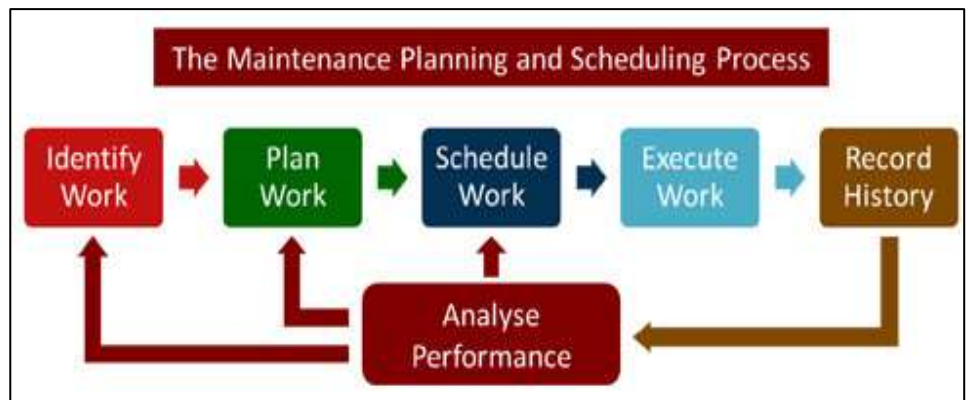 The Maintenance Planning and Scheduling Process
Identify
Work
Plan
Work
Schedule
Work
Execute
Work
Record
History
Analyse
Performance